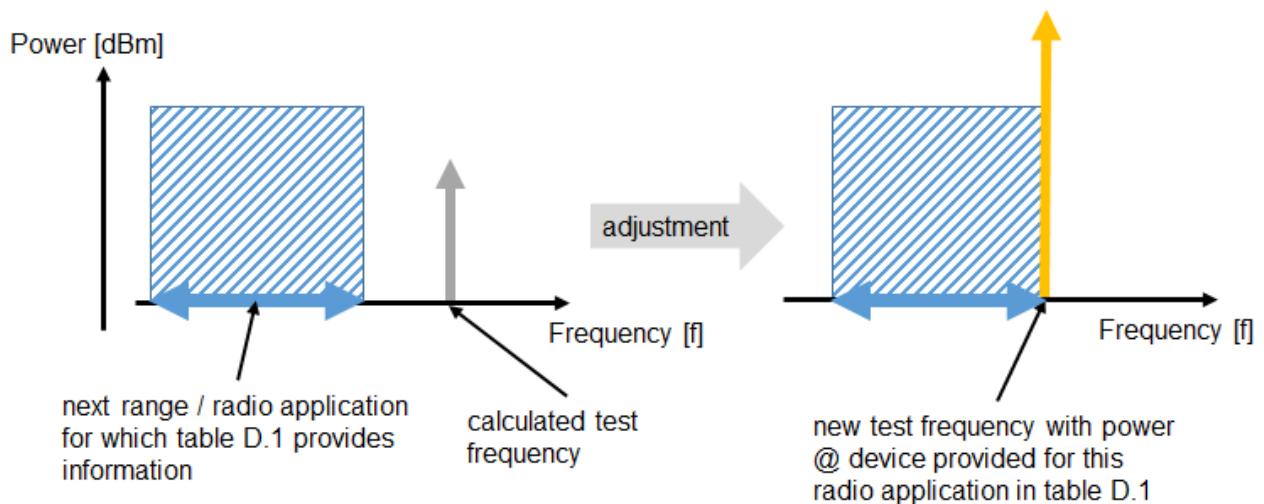 Power [dBm]
adjustment
Frequency [f]
Frequency [f]
next range / radio application
for which table D.1 provides
information
calculated test
frequency
new test frequency with power
@ device provided for this
radio application in table D.1